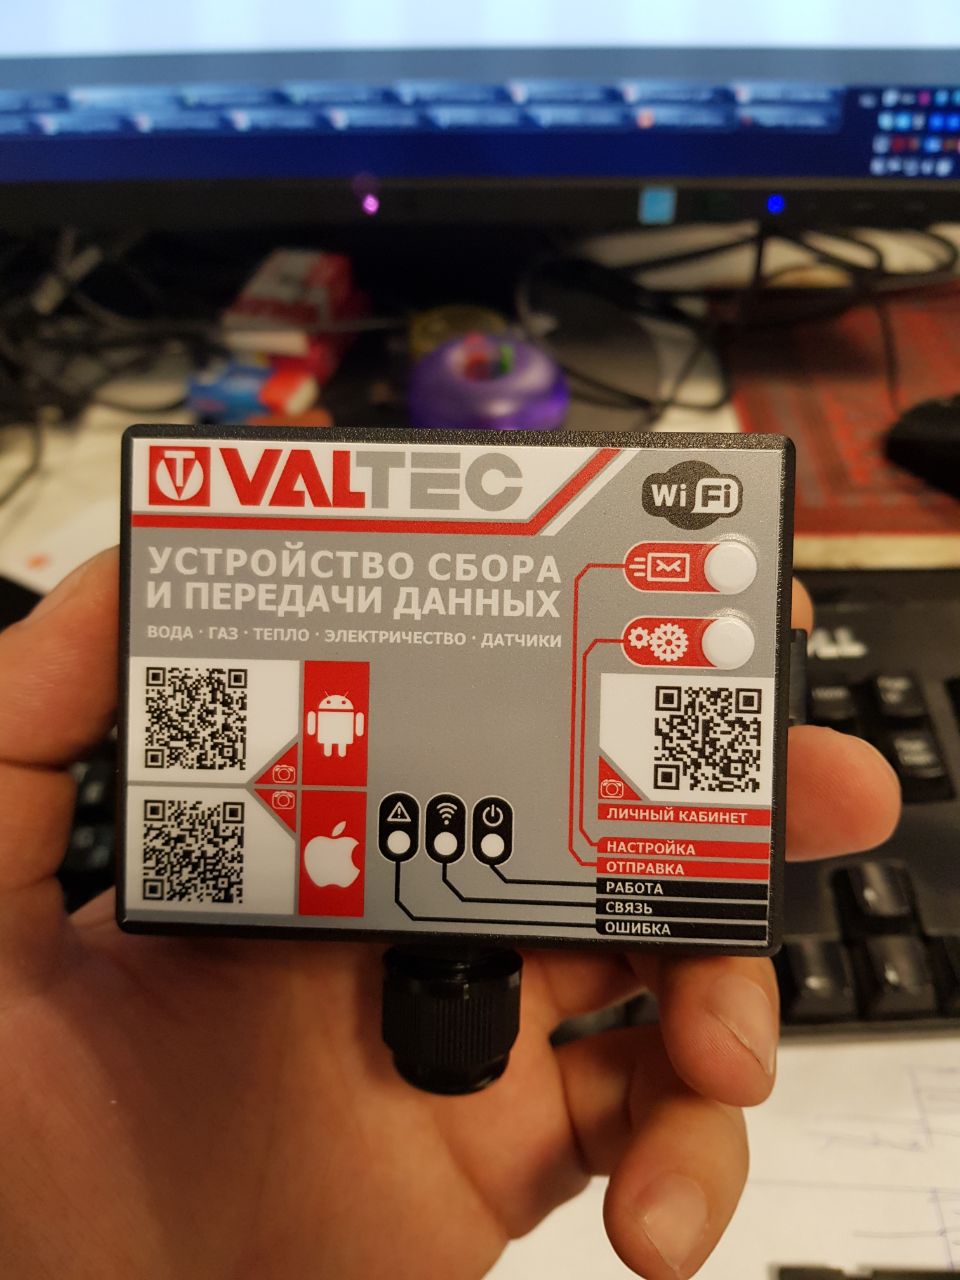 VALTEC
Wi Fi
УСТРОЙСТВО СБОРА
И ПЕРЕДАЧИ ДАННЫХ
ВОДА · ГАЗ · ТЕПЛО · ЭЛЕКТРИЧЕСТВО · ДАТЧИКИ
ЛИЧНЫЙ КАБИНЕТ
НАСТРОЙКА
ОТПРАВКА
РАБОТА
СВЯЗЬ
ОШИБКА